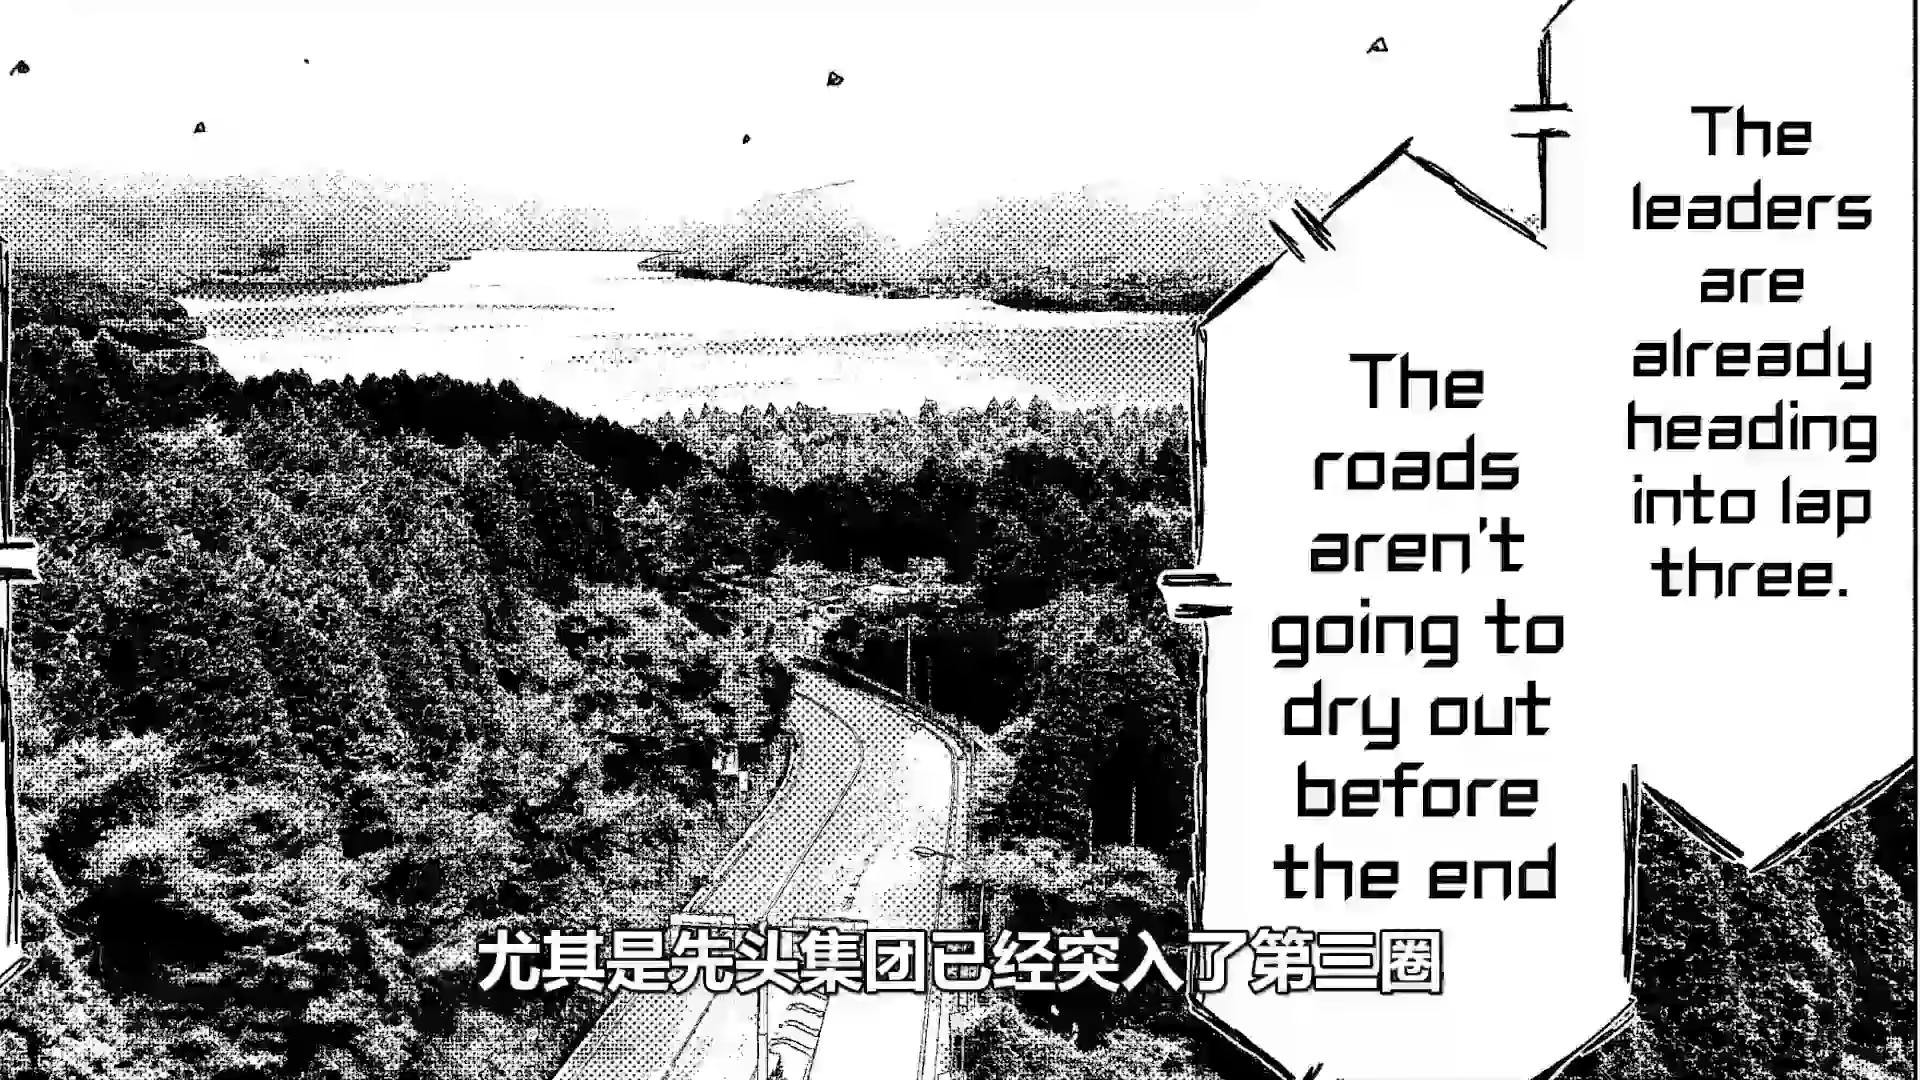 The
leaders
are
already
heading
into lap
three.
The
roads
aren't
going to
dry out
before
the end
尤其是先头集团已经突入了第三圈